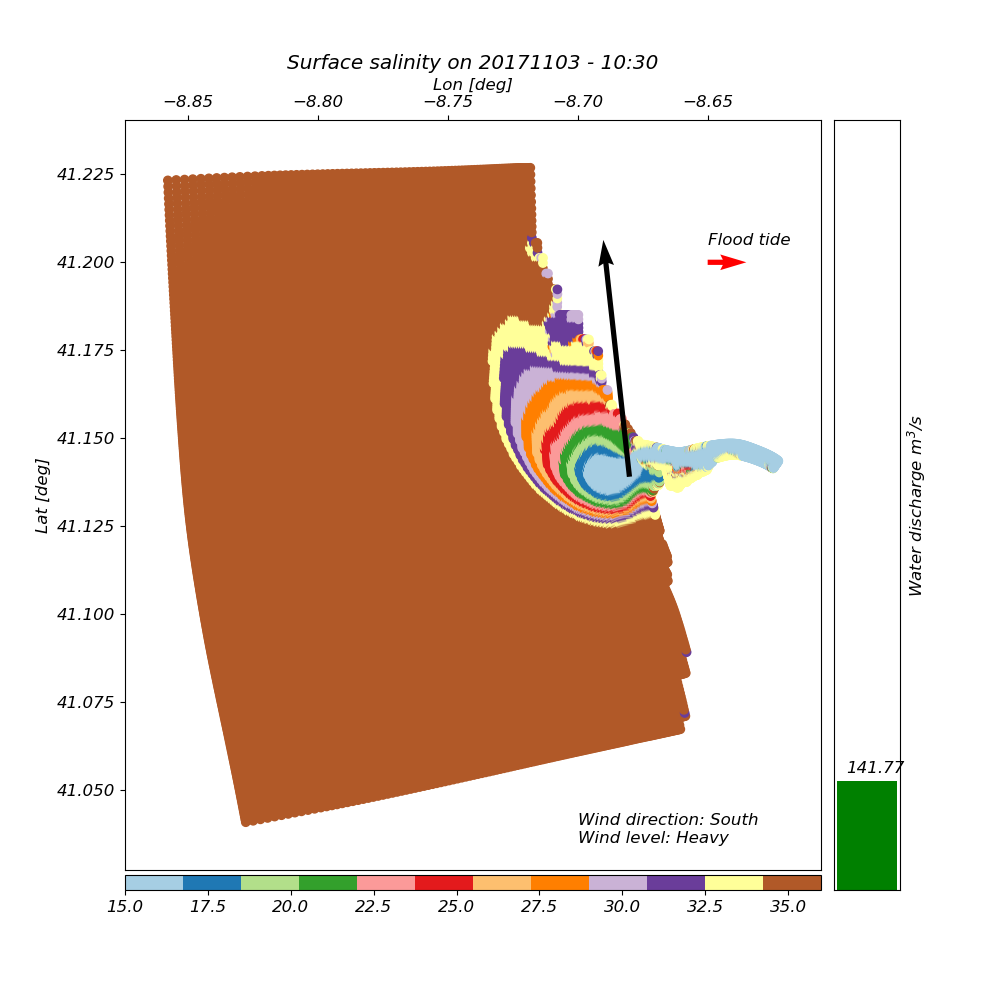 Surface salinity on 20171103 - 10:30
Lon [deg]
−8.85 −8.80 −8.75 −8.70 −8.65
41.225
41.200
41.175
41.150
41.125
41.100
41.075
41.050
Lat [deg]
Flood tide
Wind direction: South
Wind level: Heavy
141.77
Water discharge m³/s
15.0 17.5 20.0 22.5 25.0 27.5 30.0 32.5 35.0